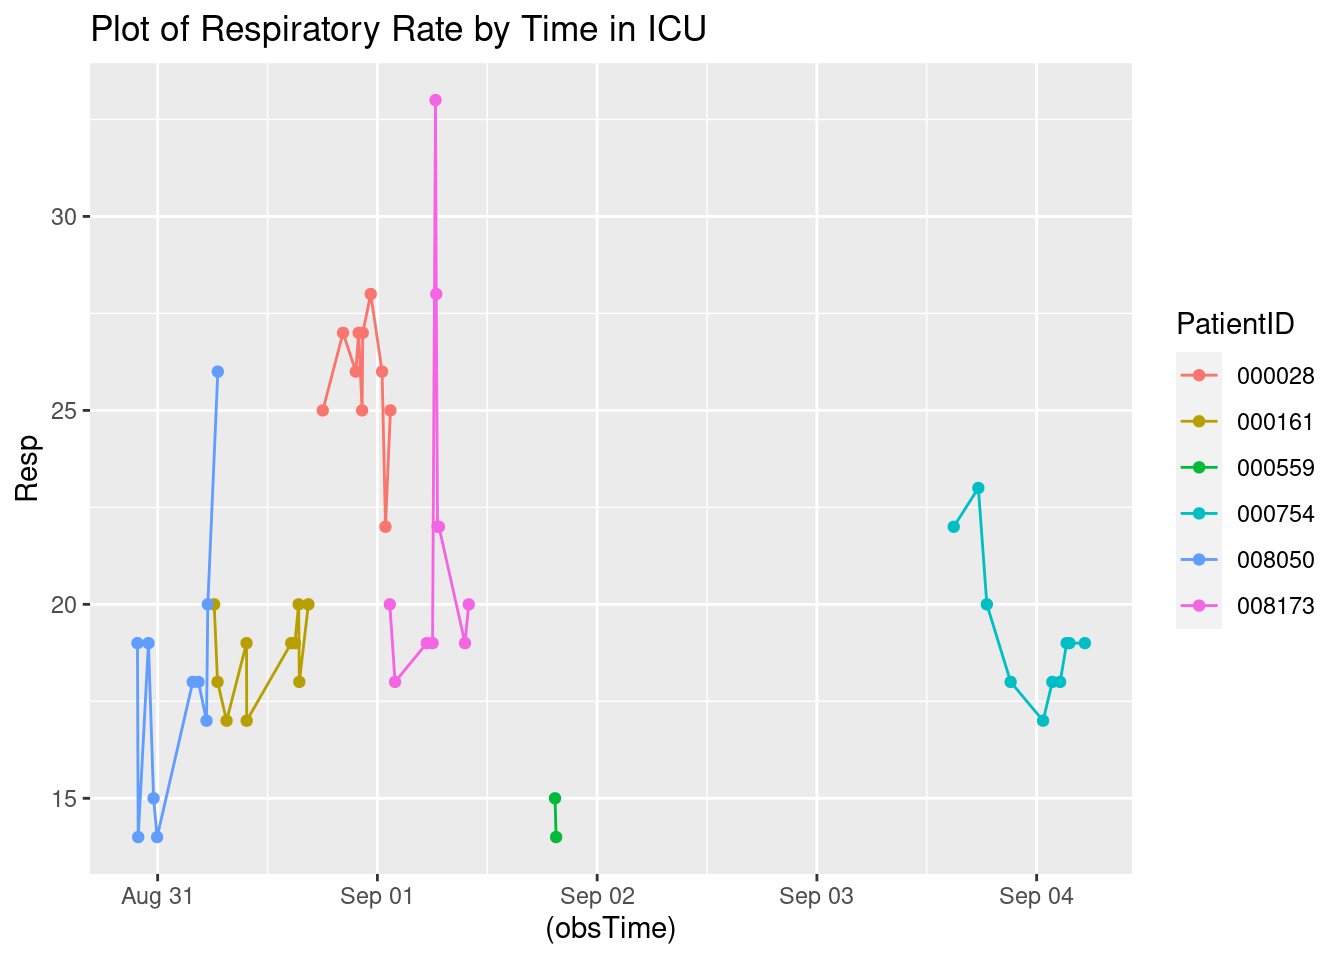 Plot of Respiratory Rate by Time in ICU
Resp
30
25
20
15
Aug 31
Sep 01
Sep 02
Sep 03
Sep 04
(obsTime)
PatientID
000028
000161
000559
000754
008050
008173